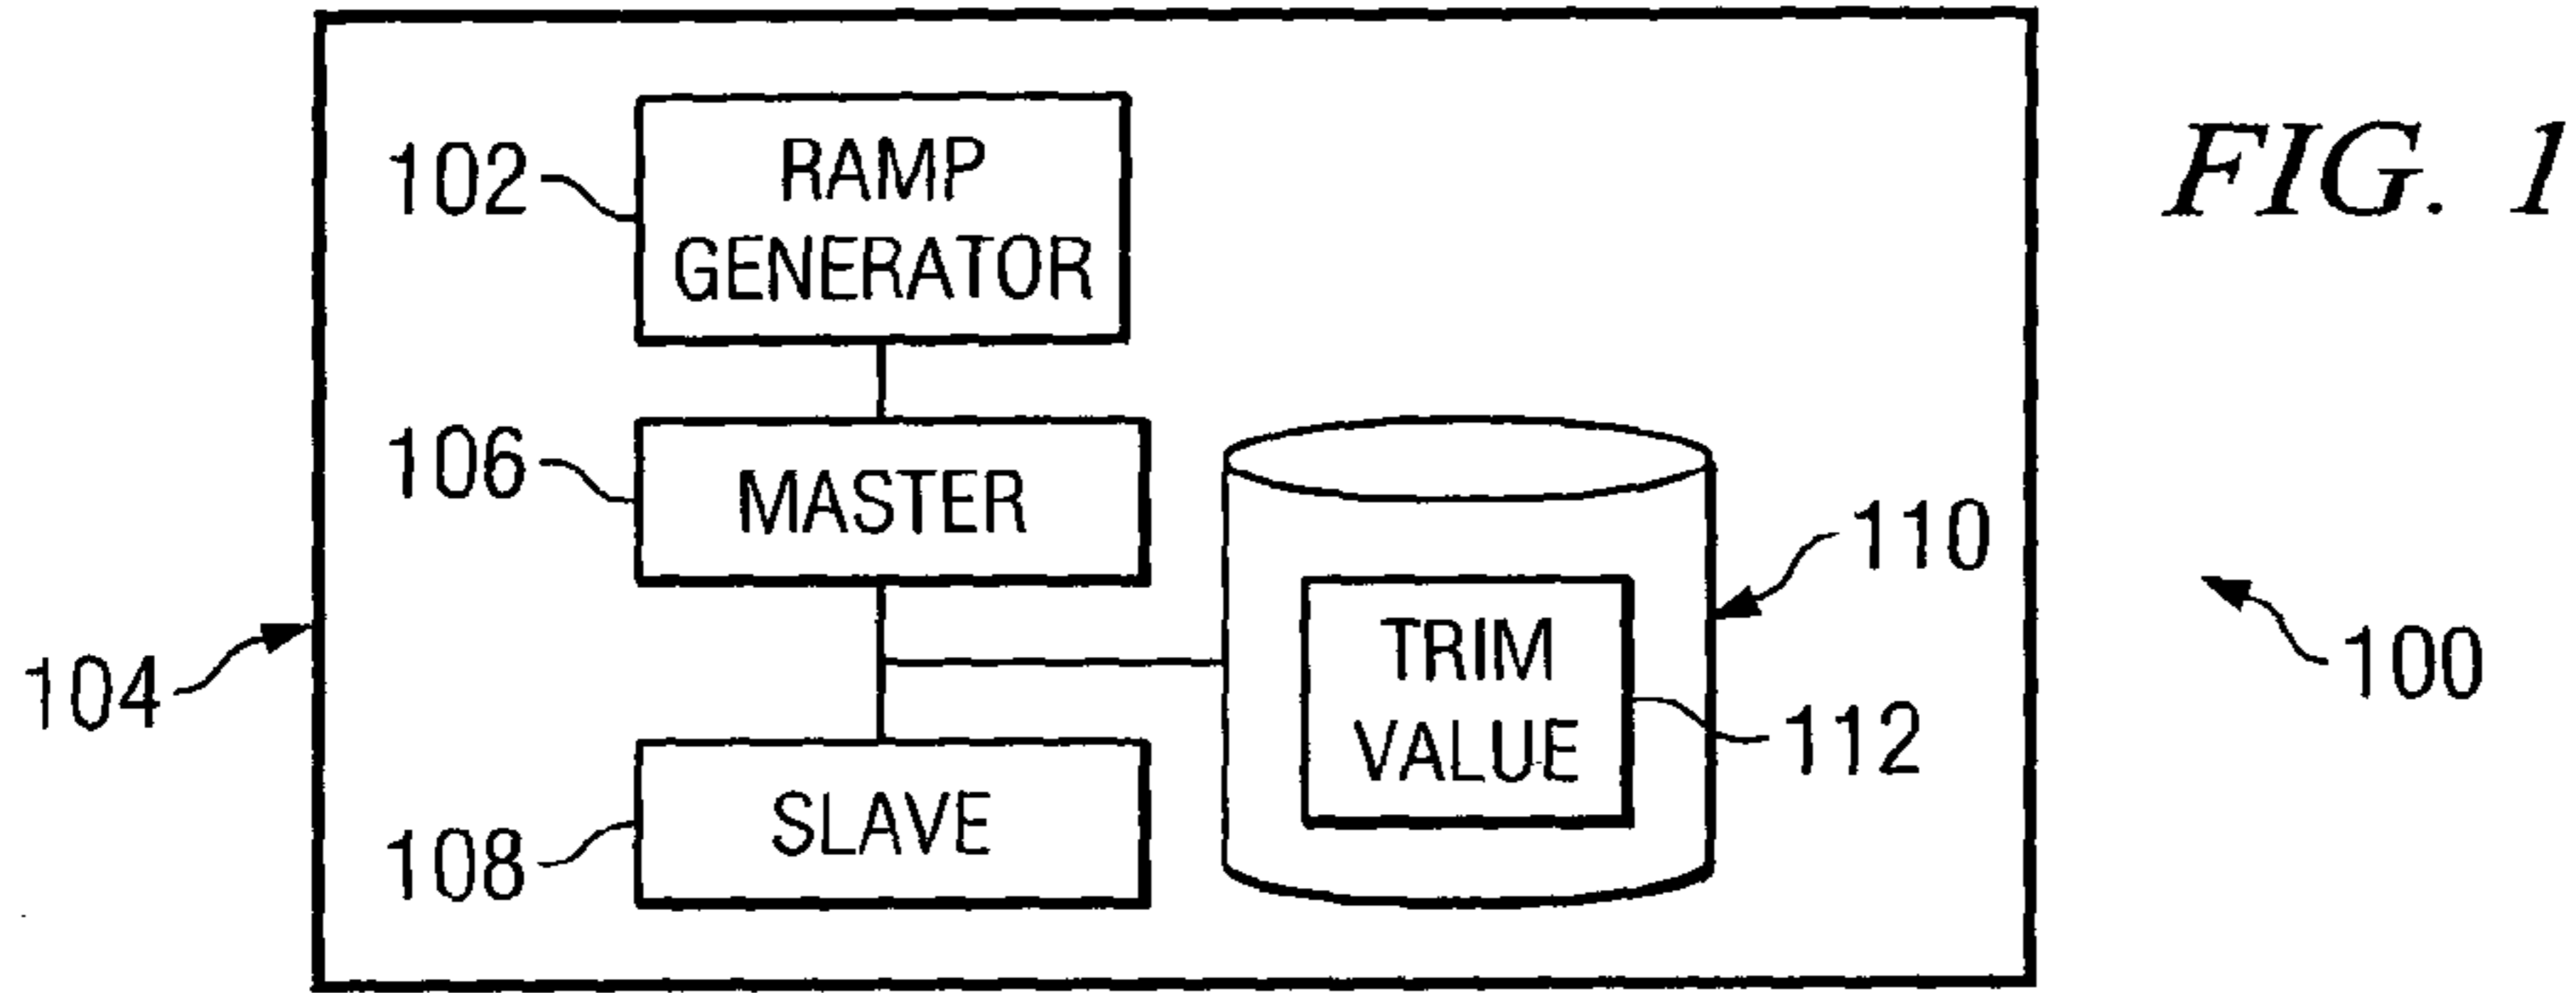 FIG. 1
102
RAMP
GENERATOR
106
MASTER
110
104
TRIM
VALUE
100
112
108
SLAVE